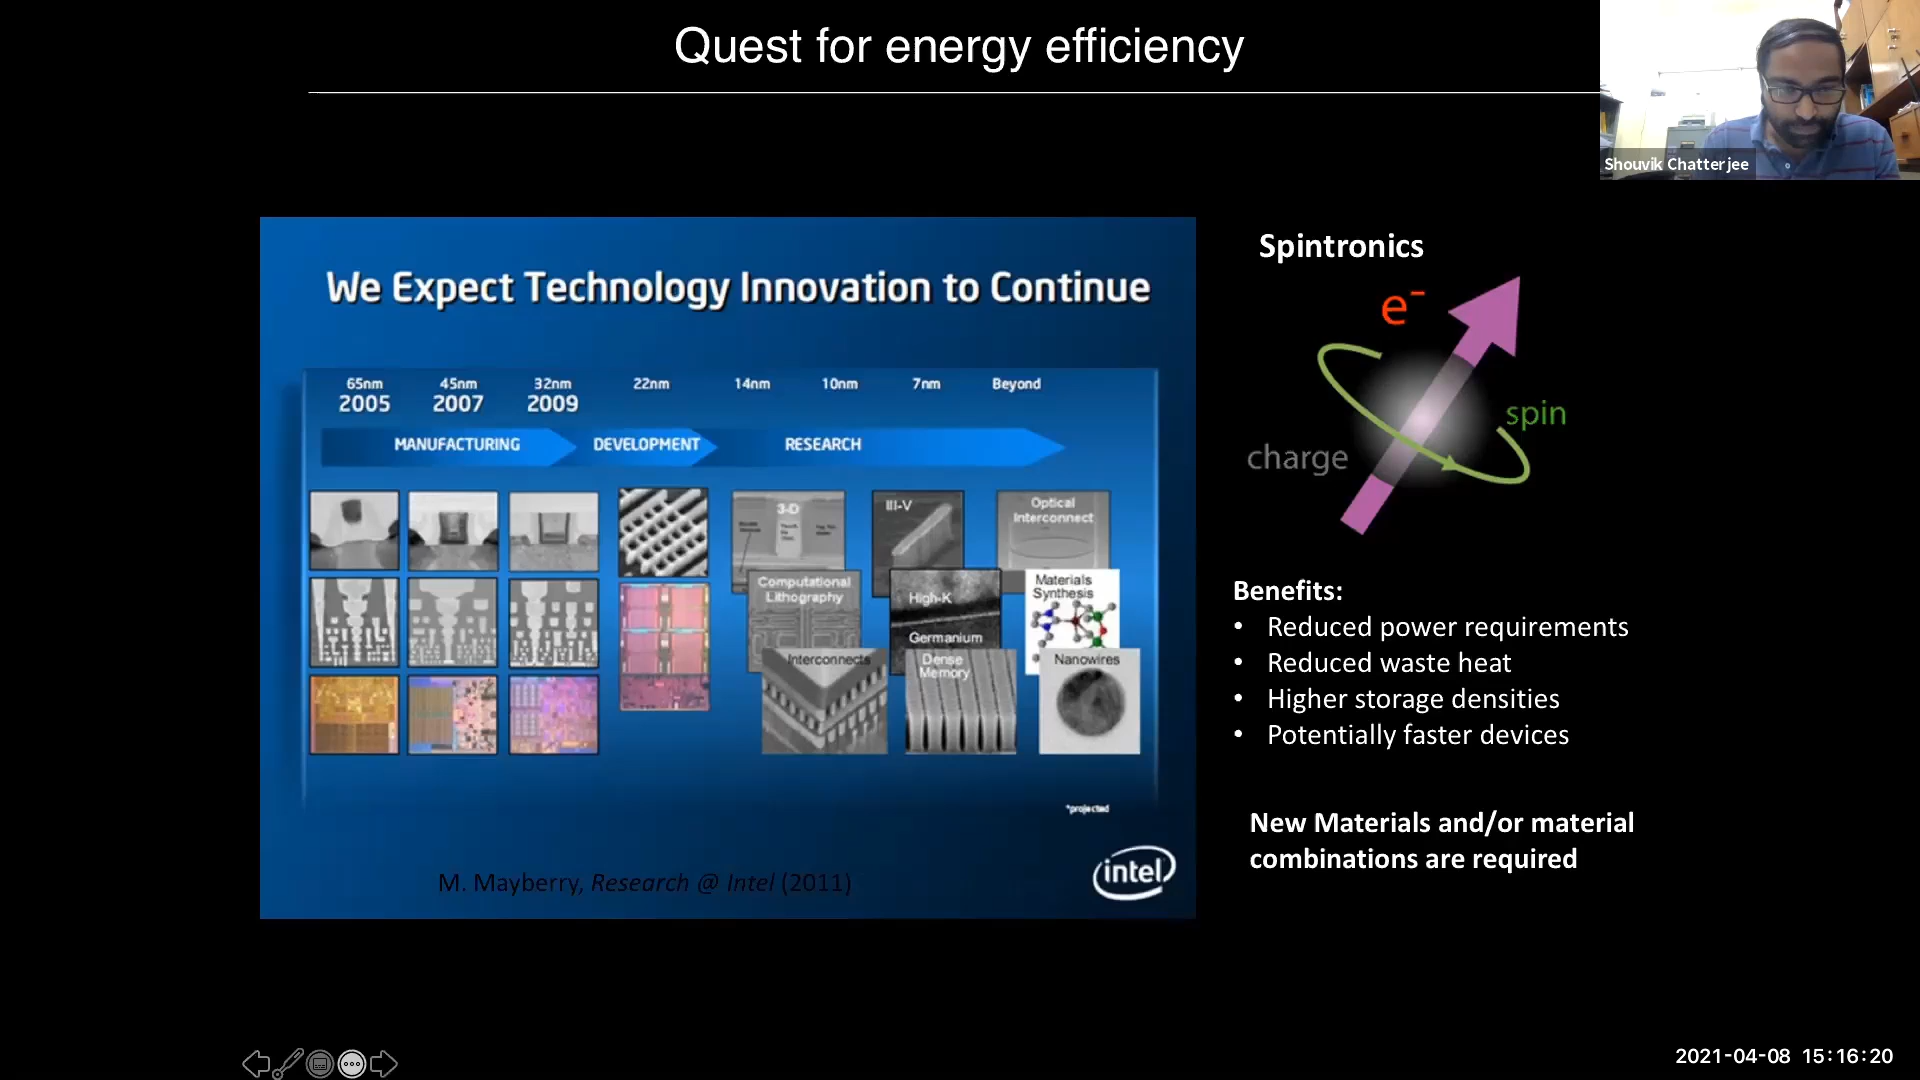 Quest for energy efficiency
Shouvik Chatterjee
We Expect Technology Innovation to Continue
65nm 45nm 32nm 22nm 14nm 10nm 7nm Beyond
2005 2007 2009
MANUFACTURING DEVELOPMENT RESEARCH
3-D
III-V
Optical
Interconnect
Computational
Lithography
High-K
Germanium
Materials
Synthesis
Interconnects
Dense
Memory
Nanowires
*projected
M. Mayberry, Research @ Intel (2011)
intel
Spintronics
e⁻
spin
charge
Benefits:
• Reduced power requirements
• Reduced waste heat
• Higher storage densities
• Potentially faster devices
New Materials and/or material
combinations are required
2021-04-08 15:16:20